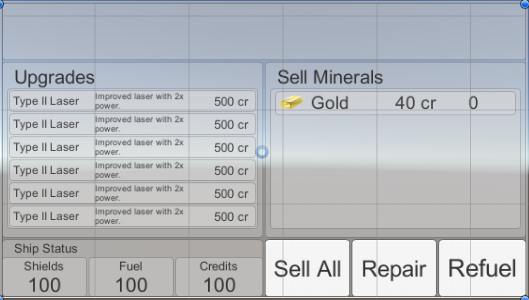 Upgrades
Type II Laser Improved laser with 2x power. 500 cr
Type II Laser Improved laser with 2x power. 500 cr
Type II Laser Improved laser with 2x power. 500 cr
Type II Laser Improved laser with 2x power. 500 cr
Type II Laser Improved laser with 2x power. 500 cr
Type II Laser Improved laser with 2x power. 500 cr
Sell Minerals
Gold 40 cr 0
Ship Status
Shields Fuel Credits
100 100 100
Sell All Repair Refuel